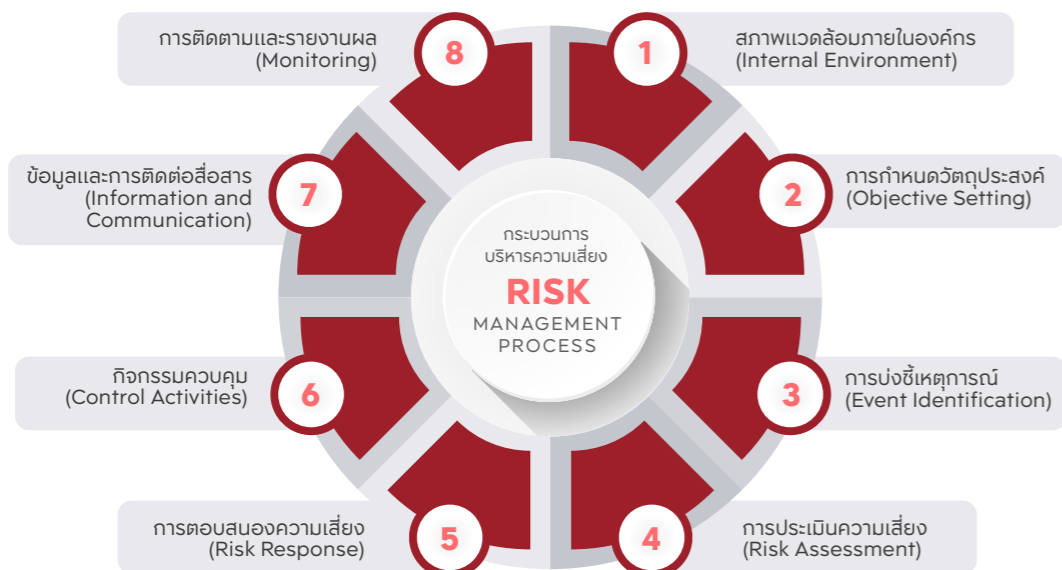 กระบวนการ
บริหารความเสี่ยง
RISK
MANAGEMENT
PROCESS
1
สภาพแวดล้อมภายในองค์กร
(Internal Environment)
2
การกำหนดวัตถุประสงค์
(Objective Setting)
3
การบ่งชี้เหตุการณ์
(Event Identification)
4
การประเมินความเสี่ยง
(Risk Assessment)
5
การตอบสนองความเสี่ยง
(Risk Response)
6
กิจกรรมควบคุม
(Control Activities)
7
ข้อมูลและการติดต่อสื่อสาร
(Information and
Communication)
8
การติดตามและรายงานผล
(Monitoring)